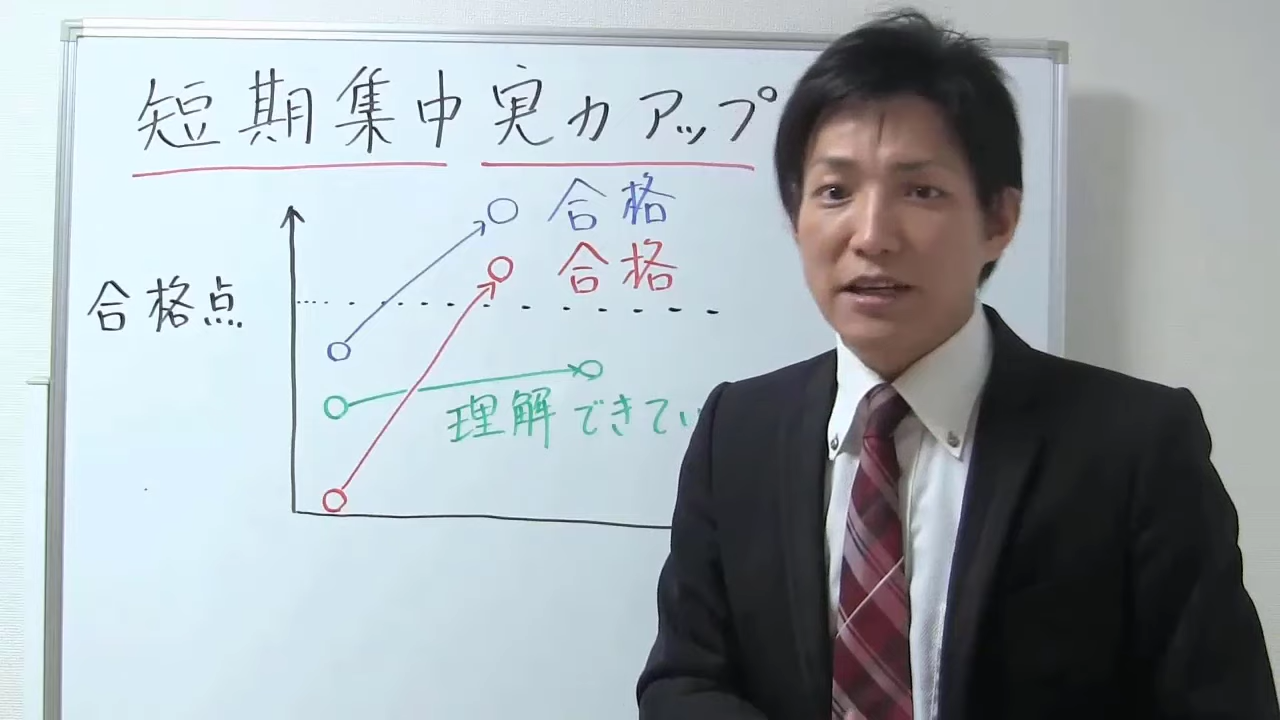 短期集中実力アップ
合格
合格
合格点
理解できてい